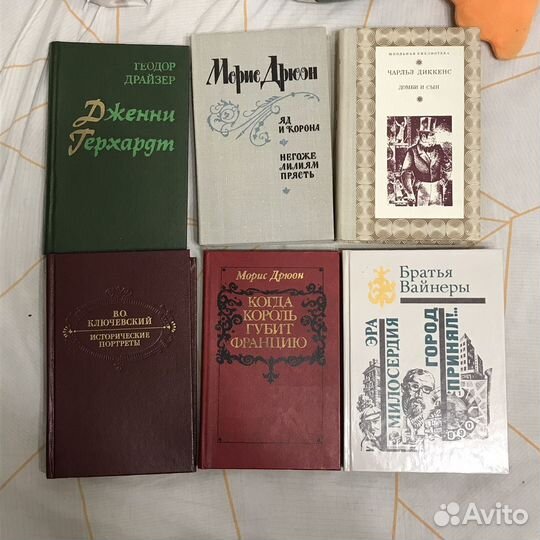 ТЕОДОР
ДРАЙЗЕР
Дженни
Герхардт
Морис Дрюон
ЯД
И КОРОНА
НЕГОЖЕ
ЛИЛИЯМ
ПРЯСТЬ
ШКОЛЬНАЯ БИБЛИОТЕКА
ЧАРЛЬЗ ДИККЕНС
ДОМБИ И СЫН
В.О.
КЛЮЧЕВСКИЙ
ИСТОРИЧЕСКИЕ
ПОРТРЕТЫ
Морис Дрюон
КОГДА
КОРОЛЬ
ГУБИТ
ФРАНЦИЮ
Братья
Вайнеры
ЭРА
МИЛОСЕРДИЯ
ГОРОД
ПРИНЯЛ...
Avito